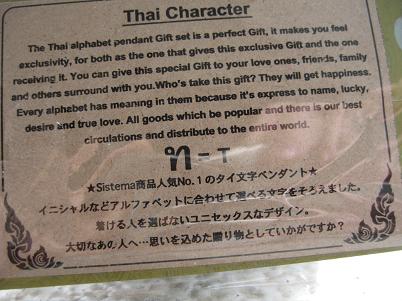 Thai Character
The Thai alphabet pendant Gift set is a perfect Gift, it makes you feel
exclusivity, for both as the one that gives this exclusive Gift and the one
receiving it. You can give this special Gift to your love ones, friends, family
and others surround with you.Who's take this gift? They will get happiness.
Every alphabet has meaning in them because it's express to name, lucky,
desire and true love. All goods which be popular and there is our best
circulations and distribute to the entire world.
ท = T
★Sistema商品人気No.1のタイ文字ペンダント★
イニシャルなどアルファベットに合わせて選べる文字をそろえました。
着ける人を選ばないユニセックスなデザイン。
大切なあの人へ…思いを込めた贈り物としていかがですか?